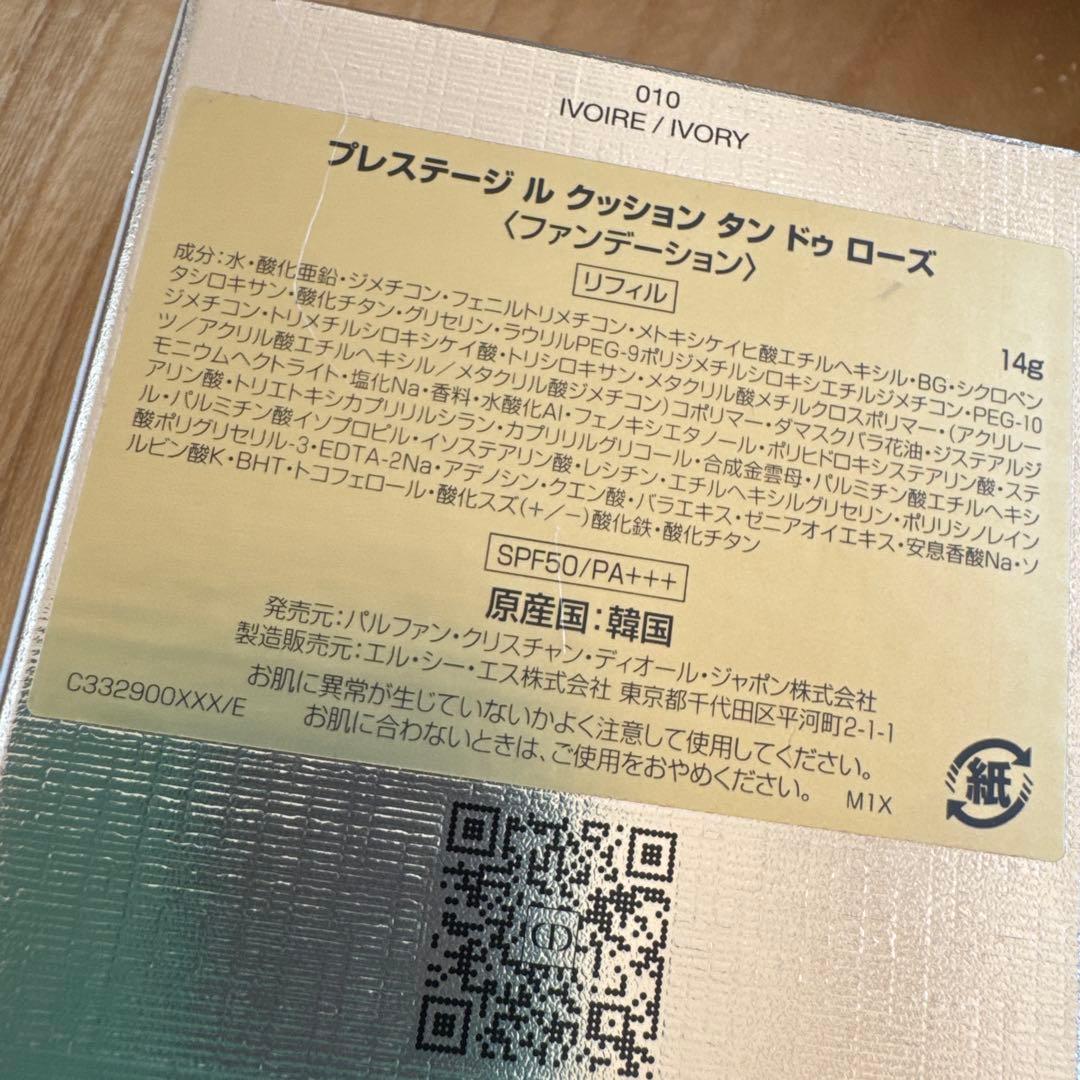 010
IVOIRE / IVORY
プレステージ ル クッション タン ドゥ ローズ
〈ファンデーション〉
リフィル
14g
成分：水・酸化亜鉛・ジメチコン・フェニルトリメチコン・メトキシケイヒ酸エチルヘキシル・BG・シクロペン
タシロキサン・酸化チタン・グリセリン・ラウリルPEG-9ポリジメチルシロキシエチルジメチコン・PEG-10
ジメチコン・トリメチルシロキシケイ酸・トリシロキサン・メタクリル酸メチルクロスポリマー・(アクリレー
ツ／アクリル酸エチルヘキシル／メタクリル酸ジメチコン)コポリマー・ダマスクバラ花油・ジステアルジ
モニウムヘクトライト・塩化Na・香料・水酸化Al・フェノキシエタノール・ポリヒドロキシステアリン酸・ステ
アリン酸・トリエトキシカプリリルシラン・カプリリルグリコール・合成金雲母・パルミチン酸エチルヘキシ
ル・パルミチン酸イソプロピル・イソステアリン酸・レシチン・エチルヘキシルグリセリン・ポリリシノレイン
酸ポリグリセリル-3・EDTA-2Na・アデノシン・クエン酸・バラエキス・ゼニアオイエキス・安息香酸Na・ソ
ルビン酸K・BHT・トコフェロール・酸化スズ(+/−)酸化鉄・酸化チタン
SPF50/PA+++
原産国：韓国
発売元：パルファン・クリスチャン・ディオール・ジャポン株式会社
製造販売元：エル・シー・エス株式会社 東京都千代田区平河町2-1-1
お肌に異常が生じていないかよく注意して使用してください。
お肌に合わないときは、ご使用をおやめください。
C332900XXX/E
M1X
紙